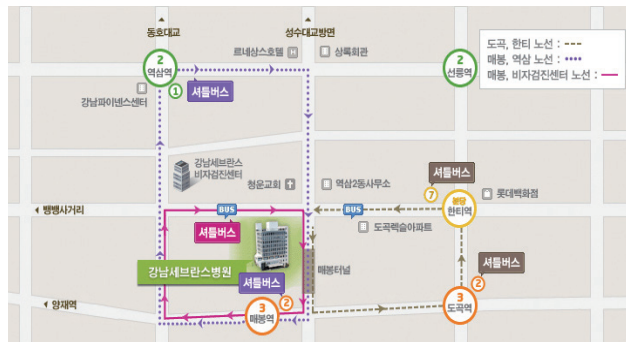 동호대교
성수대교방면
르네상스호텔
상록회관
2
역삼역
2
선릉역
도곡, 한티 노선 :
매봉, 역삼 노선 :
매봉, 비자검진센터 노선 :
강남파이낸스센터
1
셔틀버스
강남세브란스
비자검진센터
청운교회
역삼2동사무소
셔틀버스
7
롯데백화점
분당
한티역
뱅뱅사거리
BUS
BUS
셔틀버스
도곡렉슬아파트
강남세브란스병원
매봉터널
셔틀버스
셔틀버스
2
2
양재역
3
매봉역
3
도곡역